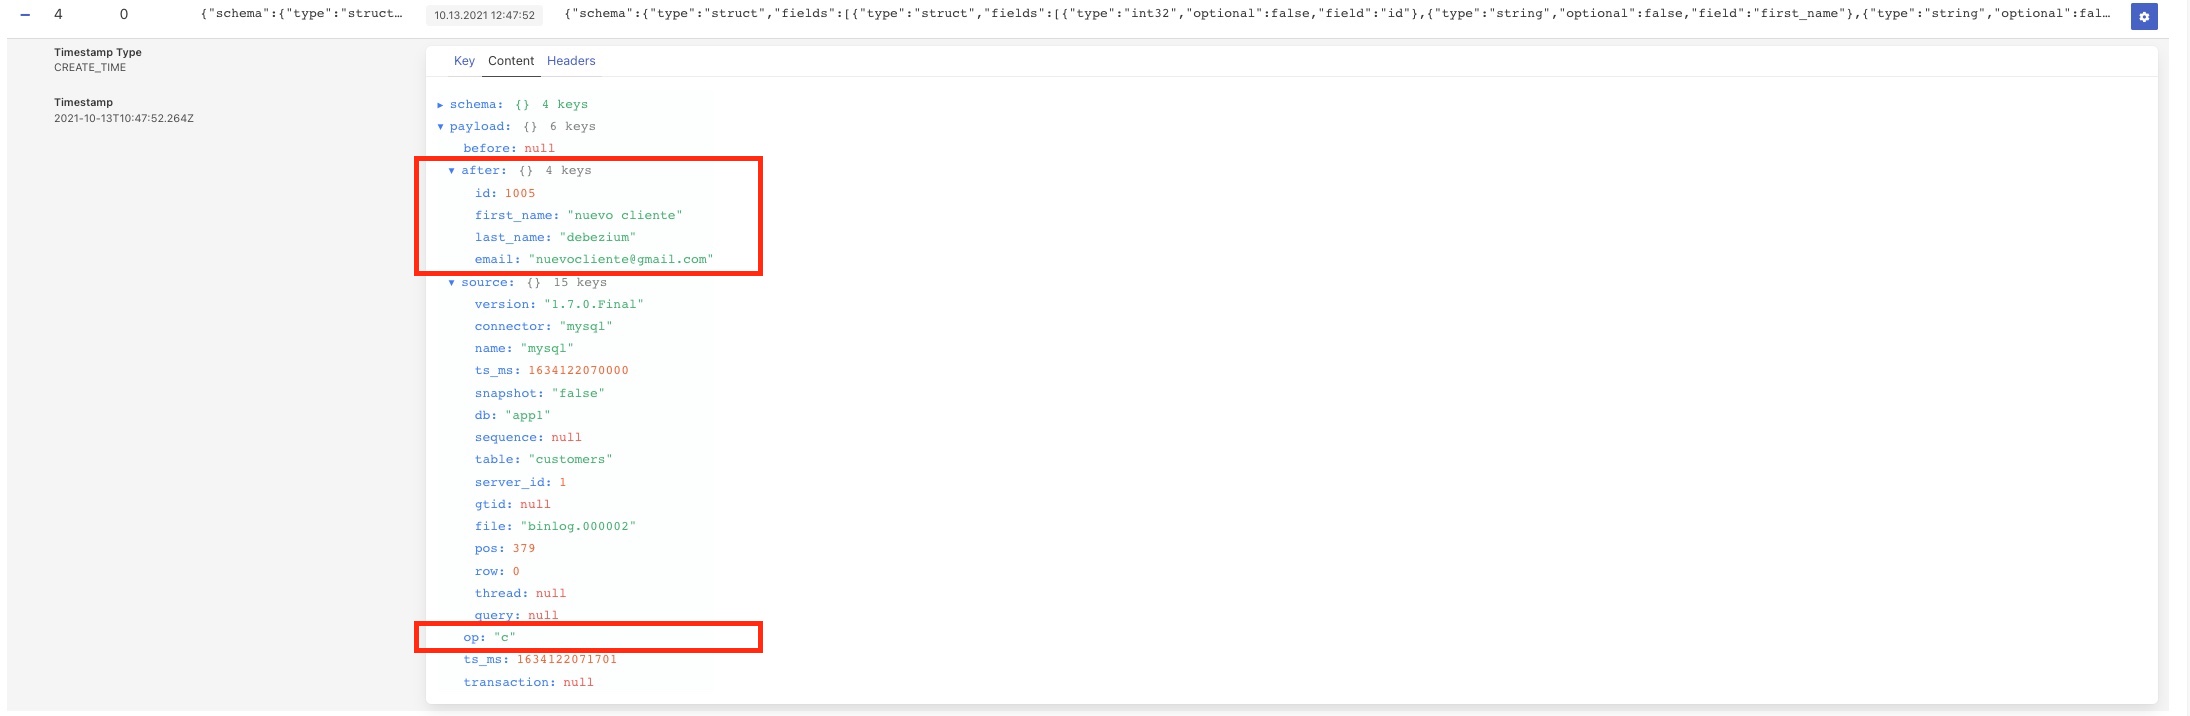 4 0 {"schema":{"type":"struct… 10.13.2021 12:47:52 {"schema":{"type":"struct","fields":[{"type":"struct","fields":[{"type":"int32","optional":false,"field":"id"},{"type":"string","optional":false,"field":"first_name"},{"type":"string","optional":fal…
Timestamp Type
CREATE_TIME
Timestamp
2021-10-13T10:47:52.264Z
Key Content Headers
schema: {} 4 keys
payload: {} 6 keys
before: null
after: {} 4 keys
id: 1005
first_name: "nuevo cliente"
last_name: "debezium"
email: "nuevocliente@gmail.com"
source: {} 15 keys
version: "1.7.0.Final"
connector: "mysql"
name: "mysql"
ts_ms: 1634122070000
snapshot: "false"
db: "app1"
sequence: null
table: "customers"
server_id: 1
gtid: null
file: "binlog.000002"
pos: 379
row: 0
thread: null
query: null
op: "c"
ts_ms: 1634122071701
transaction: null